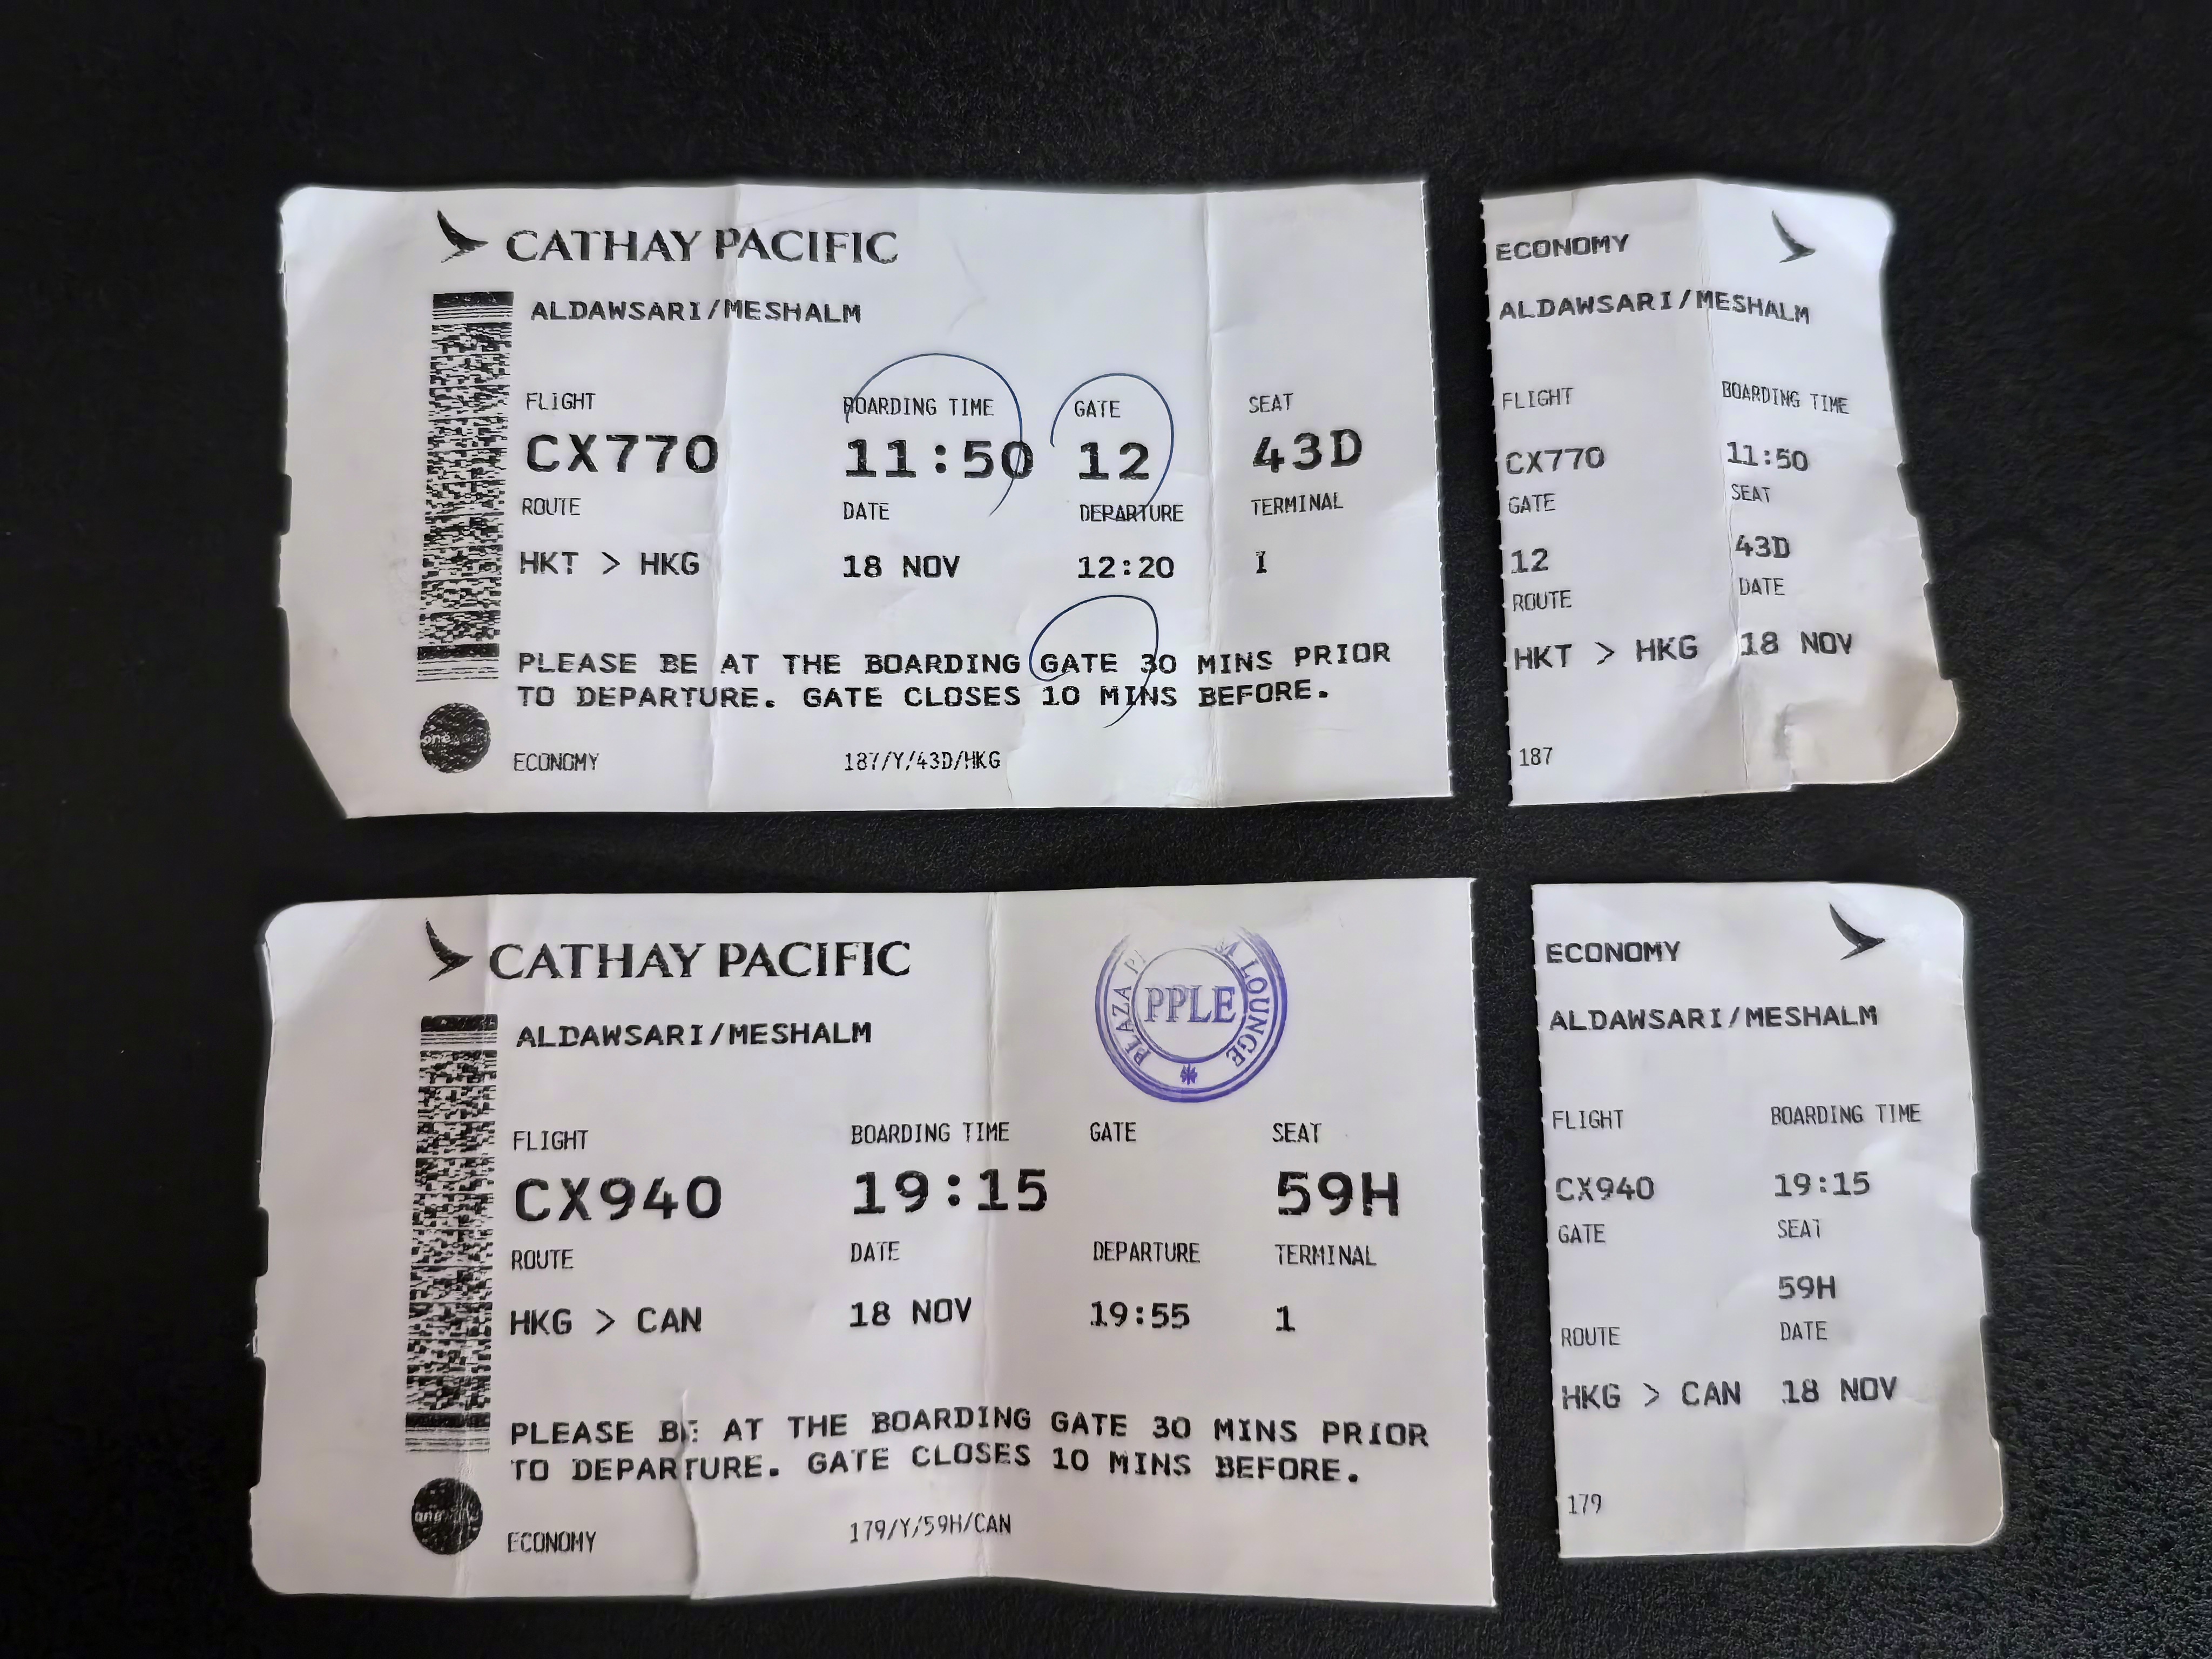 CATHAY PACIFIC
ALDAWSARI/MESHALM
FLIGHT BOARDING TIME GATE SEAT
CX770 11:50 12 43D
ROUTE DATE DEPARTURE TERMINAL
HKT > HKG 18 NOV 12:20 I
PLEASE BE AT THE BOARDING GATE 30 MINS PRIOR
TO DEPARTURE. GATE CLOSES 10 MINS BEFORE.
one
ECONOMY 187/Y/43D/HKG
ECONOMY
ALDAWSARI/MESHALM
FLIGHT BOARDING TIME
CX770 11:50
GATE SEAT
12 43D
ROUTE DATE
HKT > HKG 18 NOV
187
CATHAY PACIFIC
PLAZA LOUNGE
PPLE
ALDAWSARI/MESHALM
FLIGHT BOARDING TIME GATE SEAT
CX940 19:15 59H
ROUTE DATE DEPARTURE TERMINAL
HKG > CAN 18 NOV 19:55 1
PLEASE BE AT THE BOARDING GATE 30 MINS PRIOR
TO DEPARTURE. GATE CLOSES 10 MINS BEFORE.
ECONOMY 179/Y/59H/CAN
ECONOMY
ALDAWSARI/MESHALM
FLIGHT BOARDING TIME
CX940 19:15
GATE SEAT
59H
ROUTE DATE
HKG > CAN 18 NOV
179